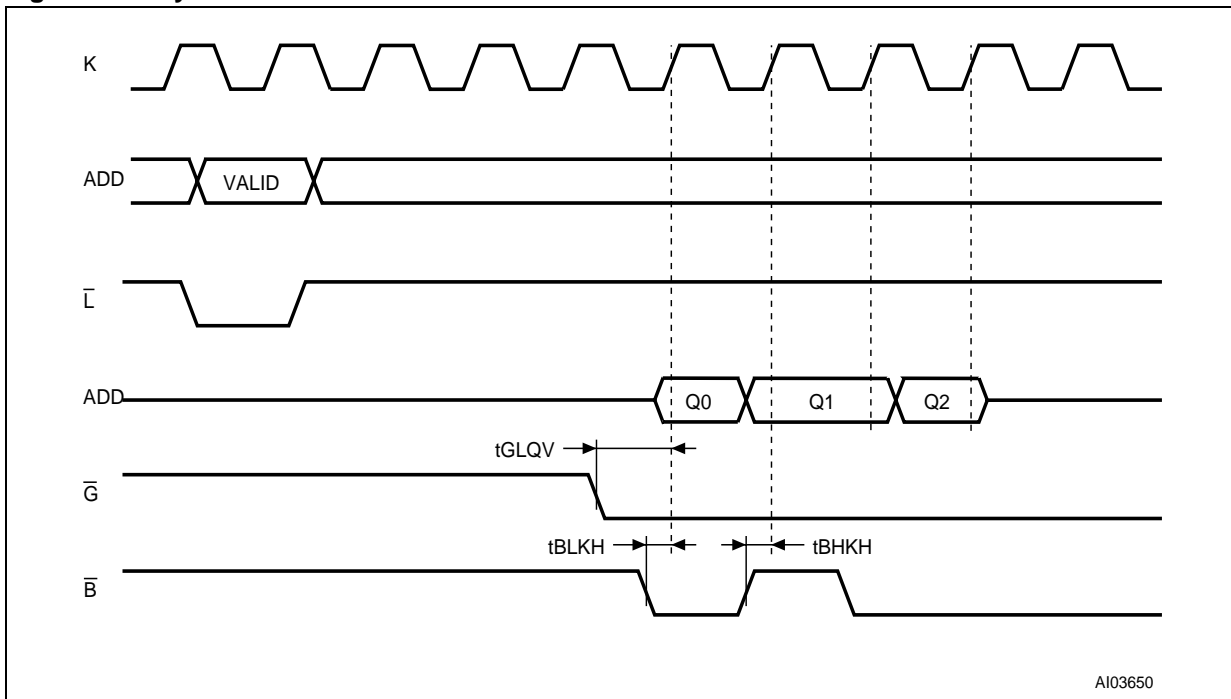 K
ADD
VALID
L̅
ADD
Q0
Q1
Q2
tGLQV
G̅
tBLKH
tBHKH
B̅
AI03650